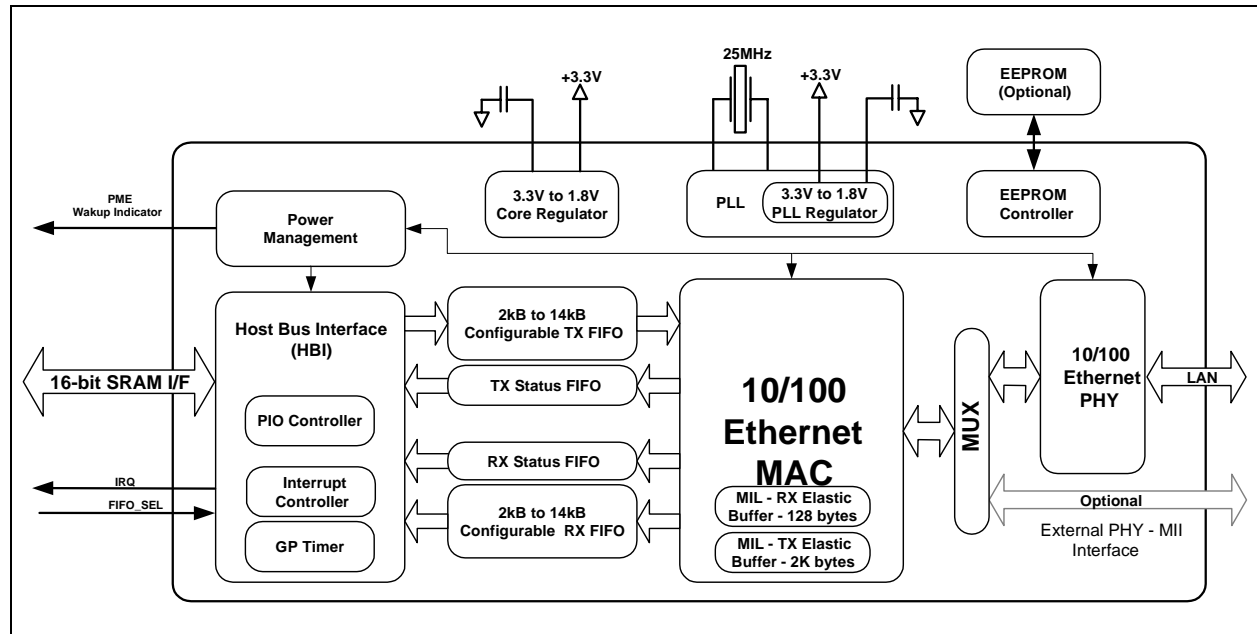 25MHz
+3.3V
+3.3V
EEPROM
(Optional)
3.3V to 1.8V
Core Regulator
PLL
3.3V to 1.8V
PLL Regulator
EEPROM
Controller
PME
Wakup Indicator
Power
Management
Host Bus Interface
(HBI)
2kB to 14kB
Configurable TX FIFO
16-bit SRAM I/F
TX Status FIFO
PIO Controller
RX Status FIFO
IRQ
FIFO_SEL
Interrupt
Controller
2kB to 14kB
Configurable RX FIFO
GP Timer
10/100
Ethernet
MAC
MIL - RX Elastic
Buffer - 128 bytes
MIL - TX Elastic
Buffer - 2K bytes
MUX
10/100
Ethernet
PHY
LAN
Optional
External PHY - MII
Interface